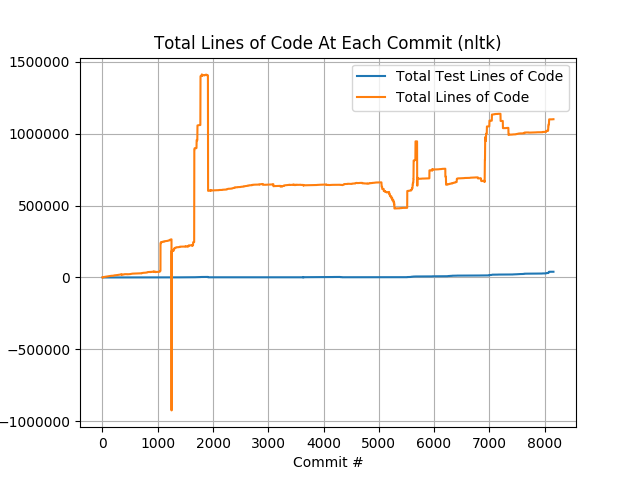 Total Lines of Code At Each Commit (nltk)
Total Test Lines of Code
Total Lines of Code
1500000
1000000
500000
0
−500000
−1000000
0 1000 2000 3000 4000 5000 6000 7000 8000
Commit #